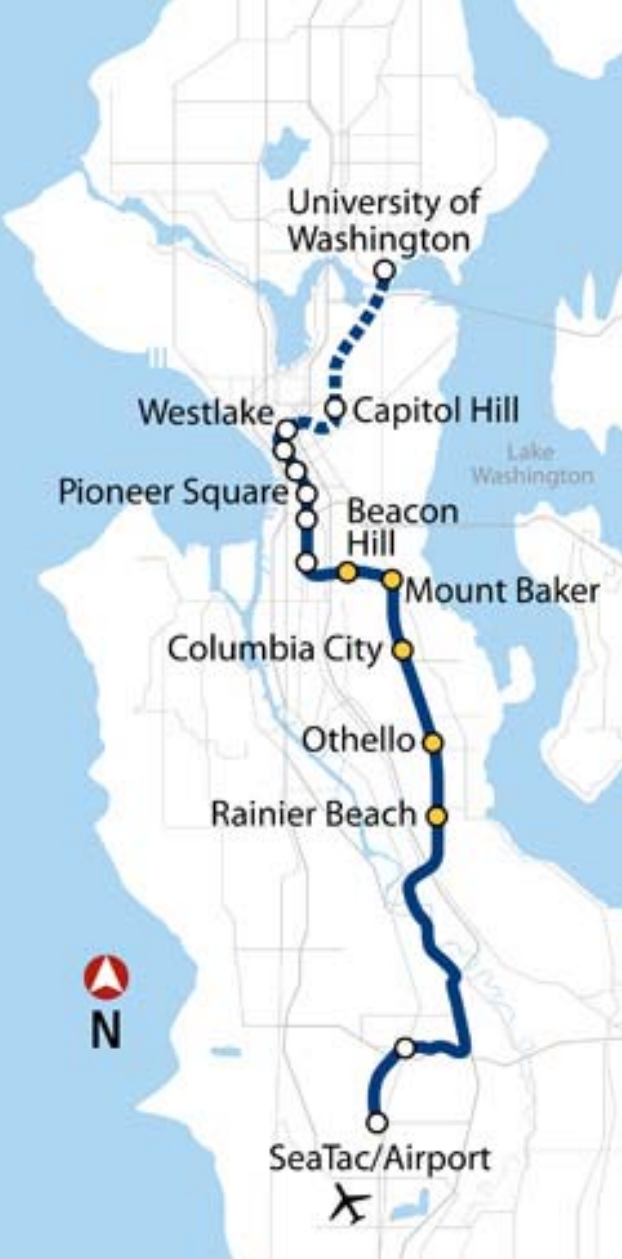 University of
Washington
Westlake
Capitol Hill
Lake
Washington
Pioneer Square
Beacon
Hill
Mount Baker
Columbia City
Othello
Rainier Beach
N
SeaTac/Airport